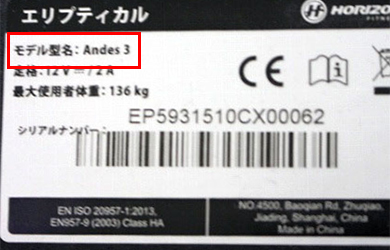 エリプティカル
HORIZON
FITNESS
モデル型名: Andes 3
定格: 12 V ⎓ / 2 A
最大使用者体重: 136 kg
EP5931510CX00062
シリアルナンバー:
EN ISO 20957-1:2013,
EN957-9 (2003) Class HA
NO.4500, Baoqian Rd, Zhuqiao,
Jiading, Shanghai, China
Made in China